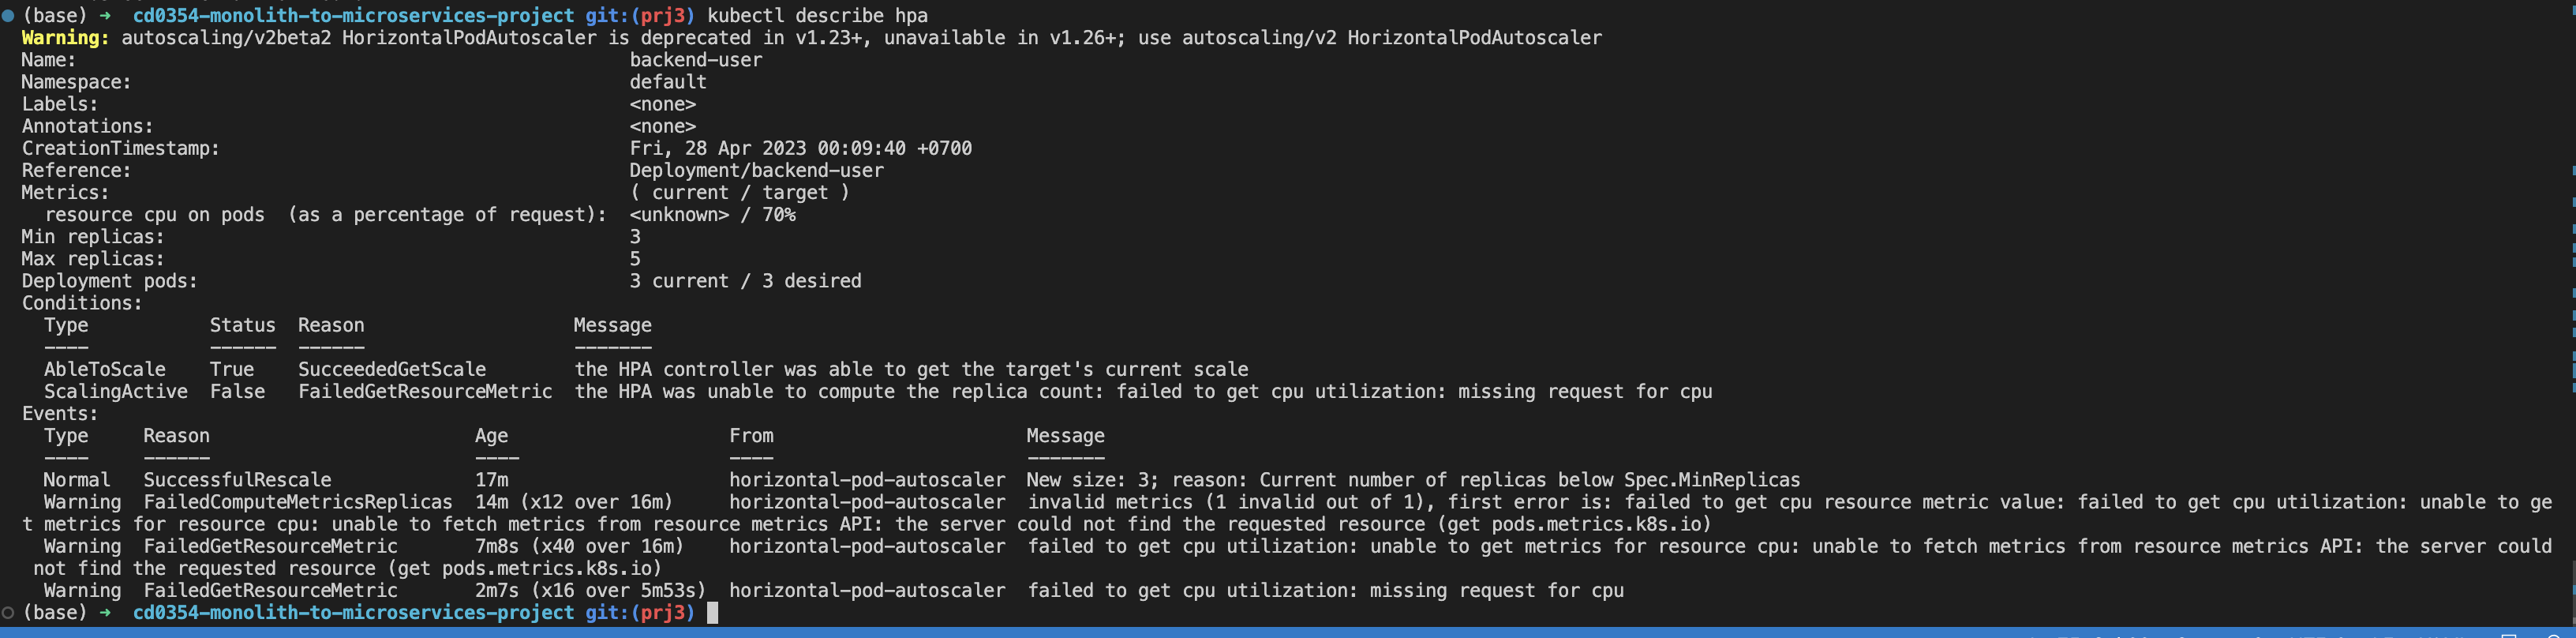 (base) ➜ cd0354-monolith-to-microservices-project git:(prj3) kubectl describe hpa
Warning: autoscaling/v2beta2 HorizontalPodAutoscaler is deprecated in v1.23+, unavailable in v1.26+; use autoscaling/v2 HorizontalPodAutoscaler
Name: backend-user
Namespace: default
Labels: <none>
Annotations: <none>
CreationTimestamp: Fri, 28 Apr 2023 00:09:40 +0700
Reference: Deployment/backend-user
Metrics: ( current / target )
resource cpu on pods (as a percentage of request): <unknown> / 70%
Min replicas: 3
Max replicas: 5
Deployment pods: 3 current / 3 desired
Conditions:
Type Status Reason Message
---- ------ ------ -------
AbleToScale True SucceededGetScale the HPA controller was able to get the target's current scale
ScalingActive False FailedGetResourceMetric the HPA was unable to compute the replica count: failed to get cpu utilization: missing request for cpu
Events:
Type Reason Age From Message
---- ------ ---- ---- -------
Normal SuccessfulRescale 17m horizontal-pod-autoscaler New size: 3; reason: Current number of replicas below Spec.MinReplicas
Warning FailedComputeMetricsReplicas 14m (x12 over 16m) horizontal-pod-autoscaler invalid metrics (1 invalid out of 1), first error is: failed to get cpu resource metric value: failed to get cpu utilization: unable to ge
t metrics for resource cpu: unable to fetch metrics from resource metrics API: the server could not find the requested resource (get pods.metrics.k8s.io)
Warning FailedGetResourceMetric 7m8s (x40 over 16m) horizontal-pod-autoscaler failed to get cpu utilization: unable to get metrics for resource cpu: unable to fetch metrics from resource metrics API: the server could
not find the requested resource (get pods.metrics.k8s.io)
Warning FailedGetResourceMetric 2m7s (x16 over 5m53s) horizontal-pod-autoscaler failed to get cpu utilization: missing request for cpu
(base) ➜ cd0354-monolith-to-microservices-project git:(prj3)